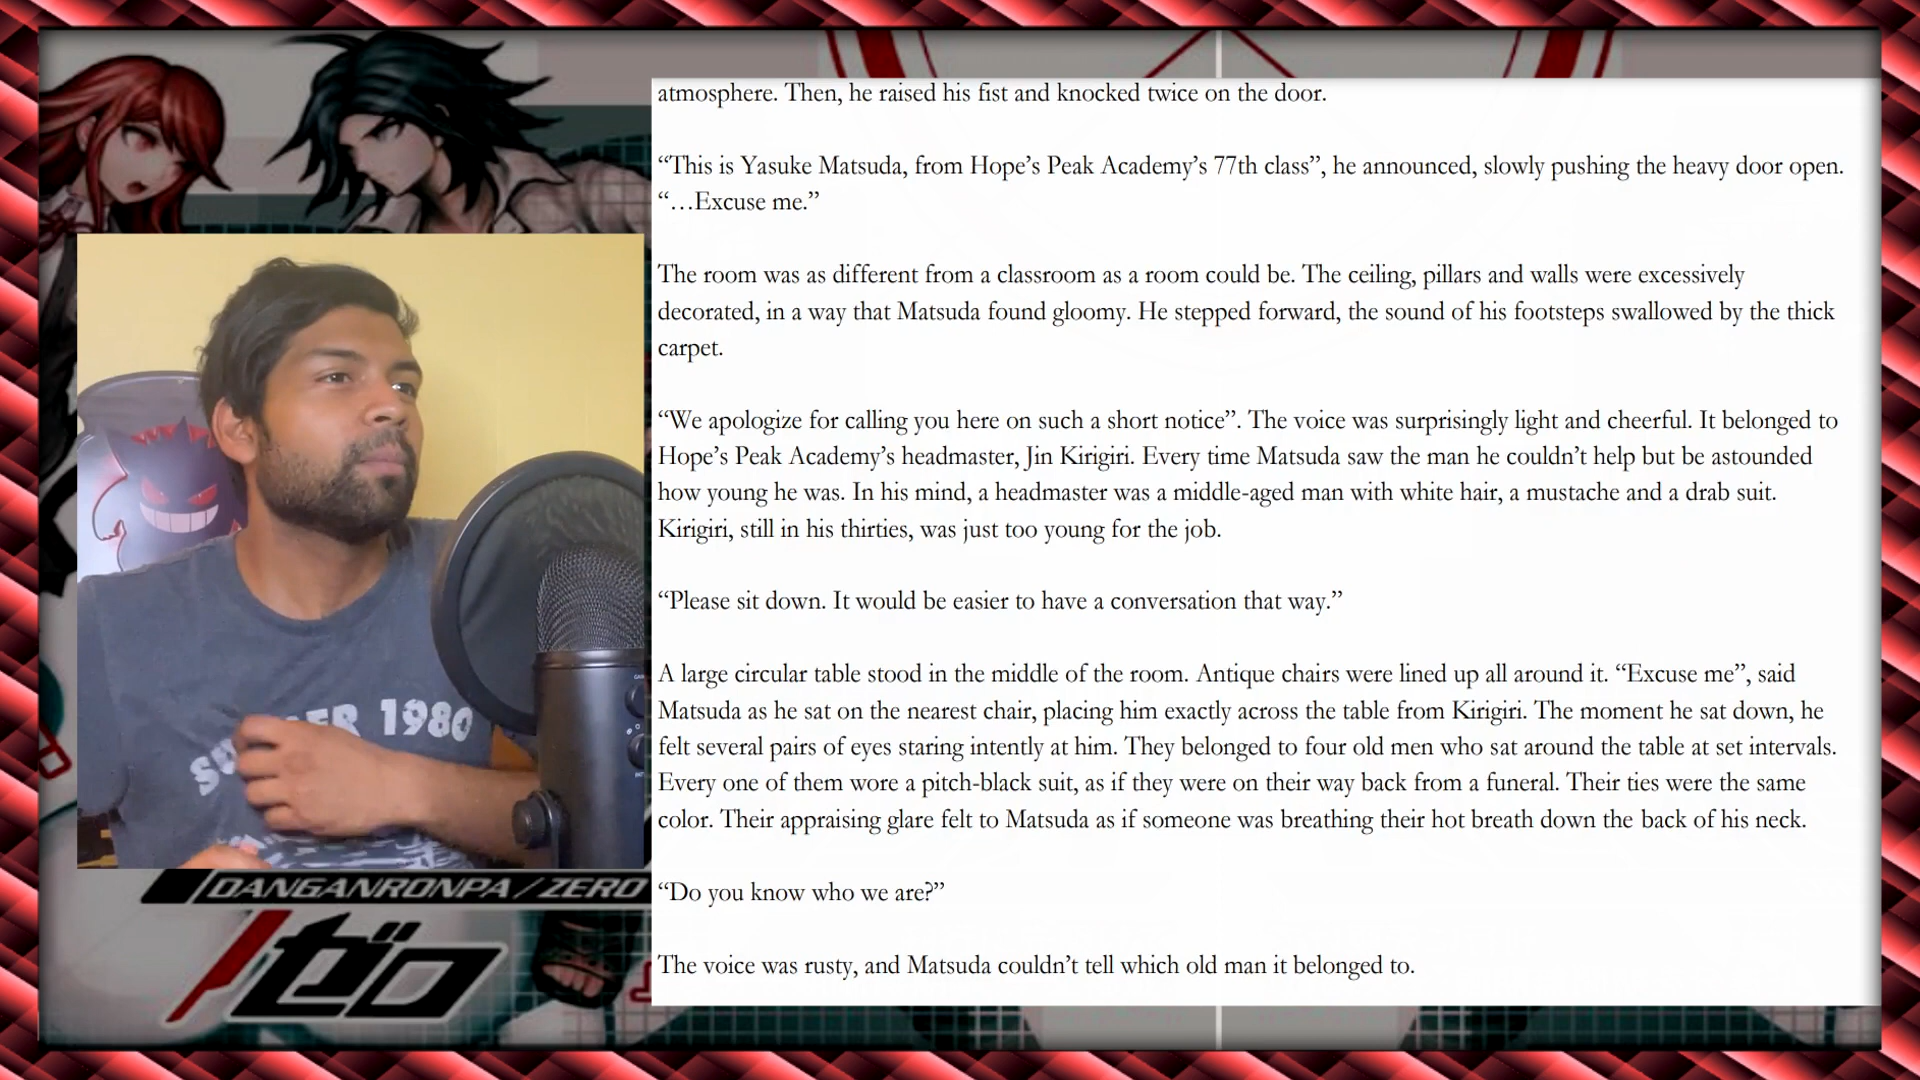 atmosphere. Then, he raised his fist and knocked twice on the door.
“This is Yasuke Matsuda, from Hope’s Peak Academy’s 77th class”, he announced, slowly pushing the heavy door open.
“…Excuse me.”
The room was as different from a classroom as a room could be. The ceiling, pillars and walls were excessively
decorated, in a way that Matsuda found gloomy. He stepped forward, the sound of his footsteps swallowed by the thick
carpet.
“We apologize for calling you here on such a short notice”. The voice was surprisingly light and cheerful. It belonged to
Hope’s Peak Academy’s headmaster, Jin Kirigiri. Every time Matsuda saw the man he couldn’t help but be astounded
how young he was. In his mind, a headmaster was a middle-aged man with white hair, a mustache and a drab suit.
Kirigiri, still in his thirties, was just too young for the job.
“Please sit down. It would be easier to have a conversation that way.”
A large circular table stood in the middle of the room. Antique chairs were lined up all around it. “Excuse me”, said
Matsuda as he sat on the nearest chair, placing him exactly across the table from Kirigiri. The moment he sat down, he
felt several pairs of eyes staring intently at him. They belonged to four old men who sat around the table at set intervals.
Every one of them wore a pitch-black suit, as if they were on their way back from a funeral. Their ties were the same
color. Their appraising glare felt to Matsuda as if someone was breathing their hot breath down the back of his neck.
“Do you know who we are?”
The voice was rusty, and Matsuda couldn’t tell which old man it belonged to.
1980
DANGANRONPA/ZERO
/ゼロ